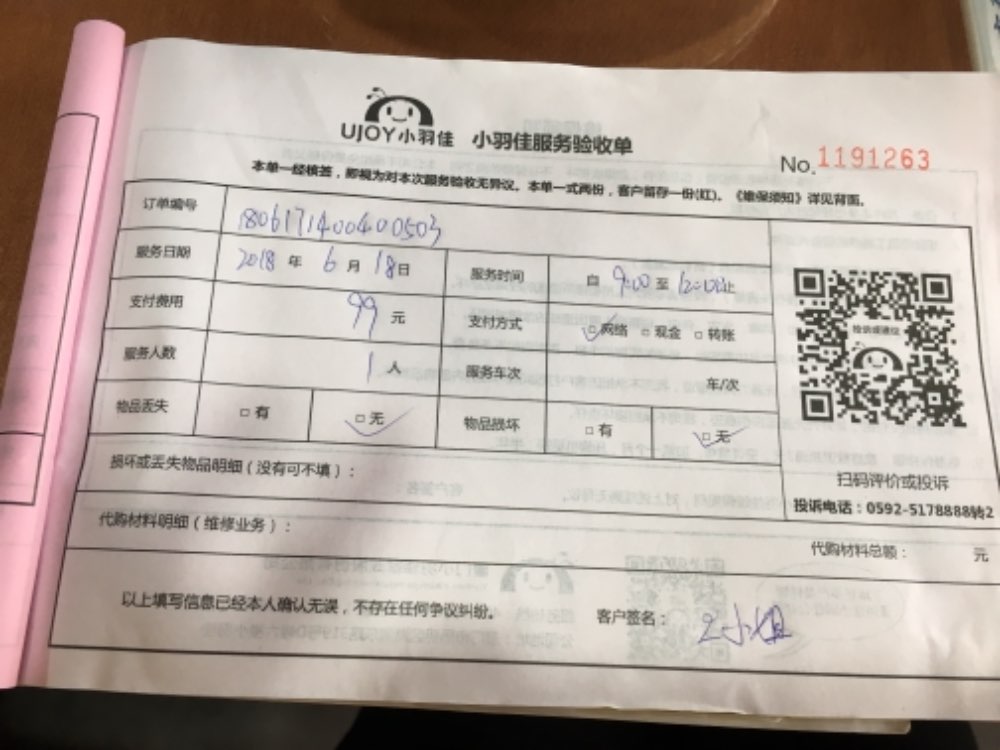 UJOY小羽佳 小羽佳服务验收单
No. 1191263
本单一经核签，即视为对本次服务验收无异议。本单一式两份，客户留存一份(红)。《维保须知》详见背面。
订单编号 180617140040050​3
服务日期 2018 年 6 月 18 日 服务时间 自 9:00 至 12:00 止
支付费用 99 元 支付方式 □网络 □现金 □转账
服务人数 1 人 服务车次 车/次
物品丢失 □有 □无 物品损坏 □有 □无
扫码评价或投诉
投诉电话：0592-5178888转2
损坏或丢失物品明细（没有可不填）：
代购材料明细（维修业务）：
代购材料总额： 元
以上填写信息已经本人确认无误，不存在任何争议纠纷。 客户签名： 小姐